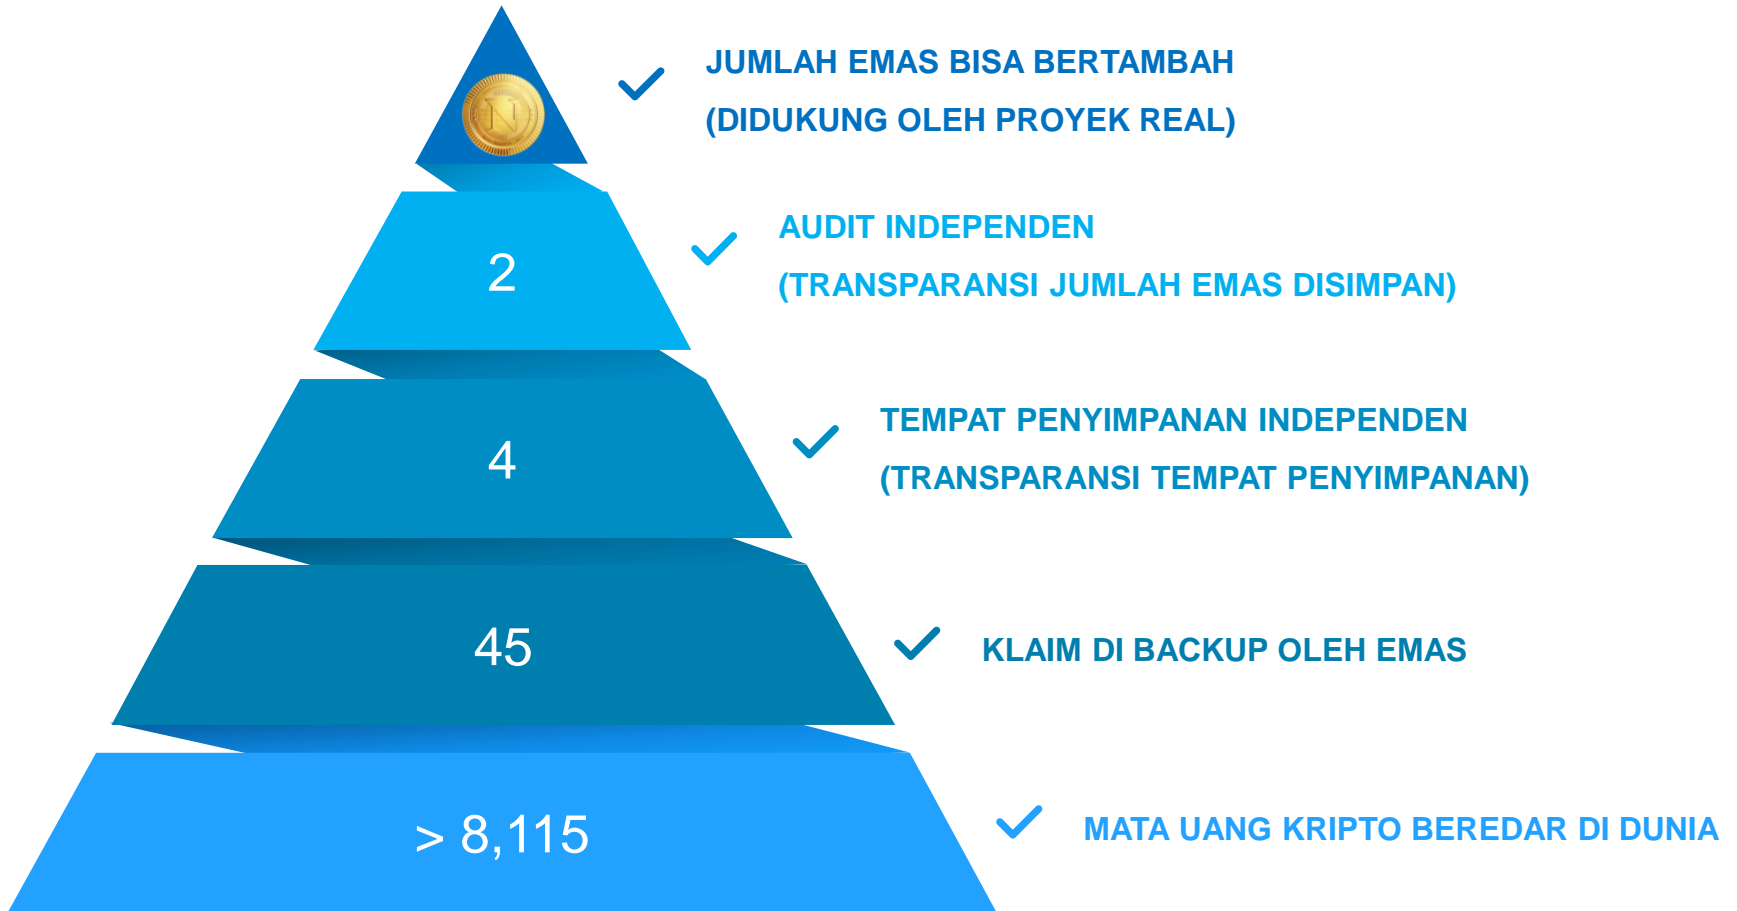 JUMLAH EMAS BISA BERTAMBAH
(DIDUKUNG OLEH PROYEK REAL)
N
2
AUDIT INDEPENDEN
(TRANSPARANSI JUMLAH EMAS DISIMPAN)
4
TEMPAT PENYIMPANAN INDEPENDEN
(TRANSPARANSI TEMPAT PENYIMPANAN)
45
KLAIM DI BACKUP OLEH EMAS
> 8,115
MATA UANG KRIPTO BEREDAR DI DUNIA